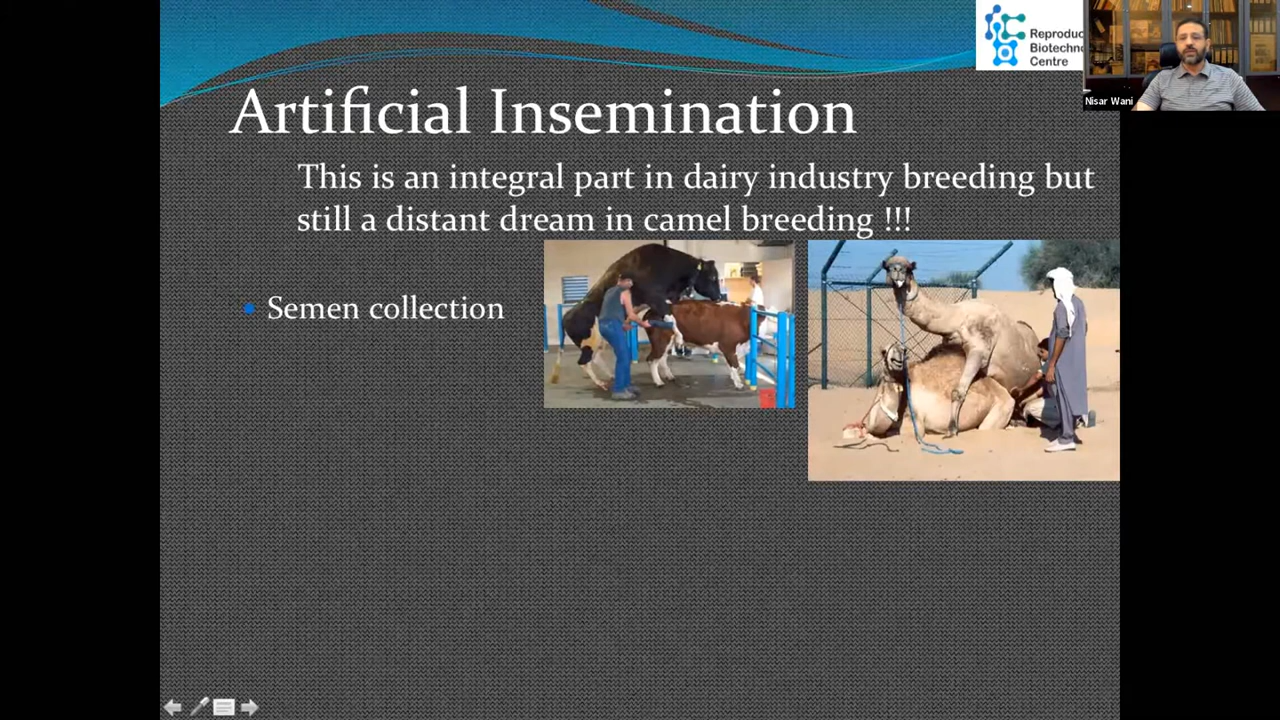 Reproduc
Biotechno
Centre
Nisar Wani
Artificial Insemination
This is an integral part in dairy industry breeding but
still a distant dream in camel breeding !!!
• Semen collection